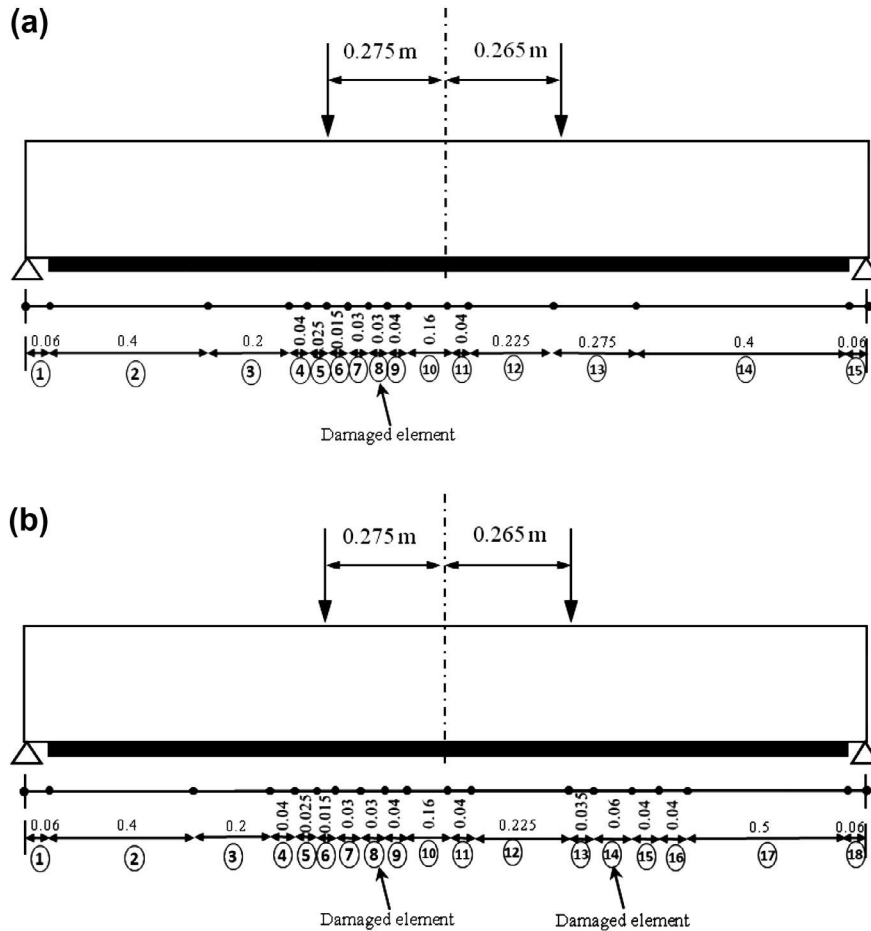 (a)
0.275 m 0.265 m
0.06 0.4 0.2 0.04 .025 0.015 0.03 0.03 0.04 0.16 0.04 0.225 0.275 0.4 0.06
1 2 3 4 5 6 7 8 9 10 11 12 13 14 15
Damaged element
(b)
0.275 m 0.265 m
0.06 0.4 0.2 0.04 0.025 0.015 0.03 0.03 0.04 0.16 0.04 0.225 0.035 0.06 0.04 0.04 0.5 0.06
1 2 3 4 5 6 7 8 9 10 11 12 13 14 15 16 17 18
Damaged element Damaged element